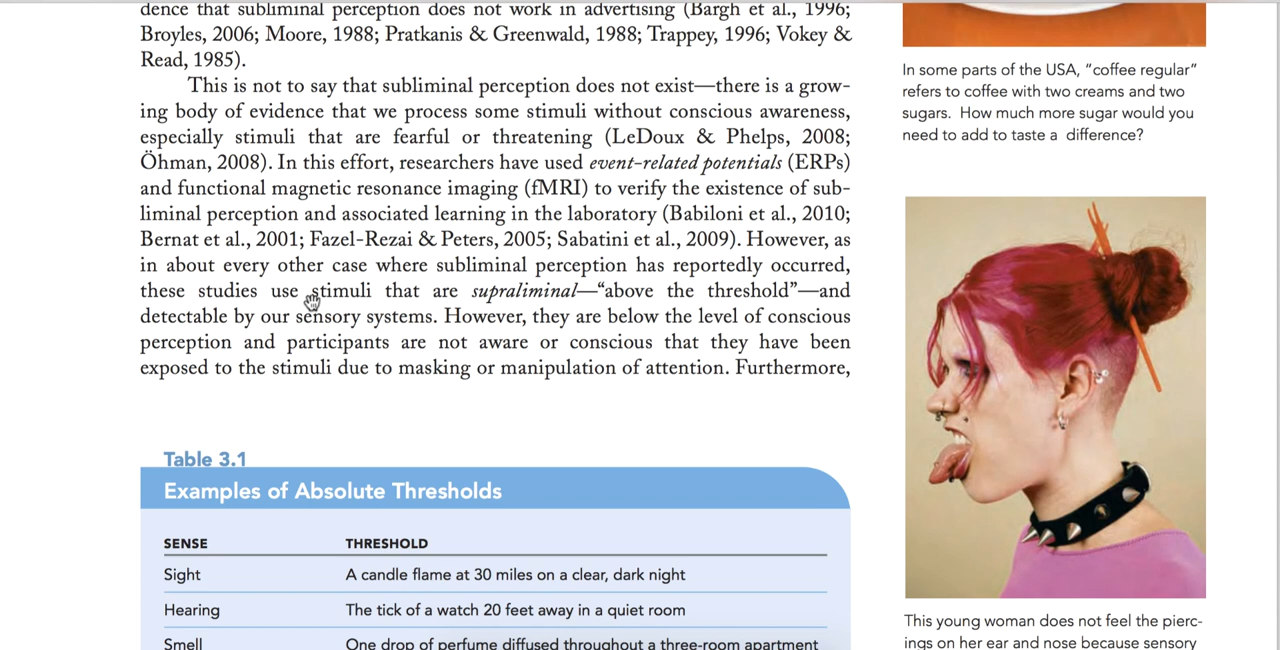 dence that subliminal perception does not work in advertising (Bargh et al., 1996;
Broyles, 2006; Moore, 1988; Pratkanis & Greenwald, 1988; Trappey, 1996; Vokey &
Read, 1985).
This is not to say that subliminal perception does not exist—there is a grow-
ing body of evidence that we process some stimuli without conscious awareness,
especially stimuli that are fearful or threatening (LeDoux & Phelps, 2008;
Öhman, 2008). In this effort, researchers have used event-related potentials (ERPs)
and functional magnetic resonance imaging (fMRI) to verify the existence of sub-
liminal perception and associated learning in the laboratory (Babiloni et al., 2010;
Bernat et al., 2001; Fazel-Rezai & Peters, 2005; Sabatini et al., 2009). However, as
in about every other case where subliminal perception has reportedly occurred,
these studies use stimuli that are supraliminal—“above the threshold”—and
detectable by our sensory systems. However, they are below the level of conscious
perception and participants are not aware or conscious that they have been
exposed to the stimuli due to masking or manipulation of attention. Furthermore,
Table 3.1
Examples of Absolute Thresholds
SENSE THRESHOLD
Sight A candle flame at 30 miles on a clear, dark night
Hearing The tick of a watch 20 feet away in a quiet room
Smell One drop of perfume diffused throughout a three-room apartment
In some parts of the USA, “coffee regular”
refers to coffee with two creams and two
sugars. How much more sugar would you
need to add to taste a difference?
This young woman does not feel the pierc-
ings on her ear and nose because sensory